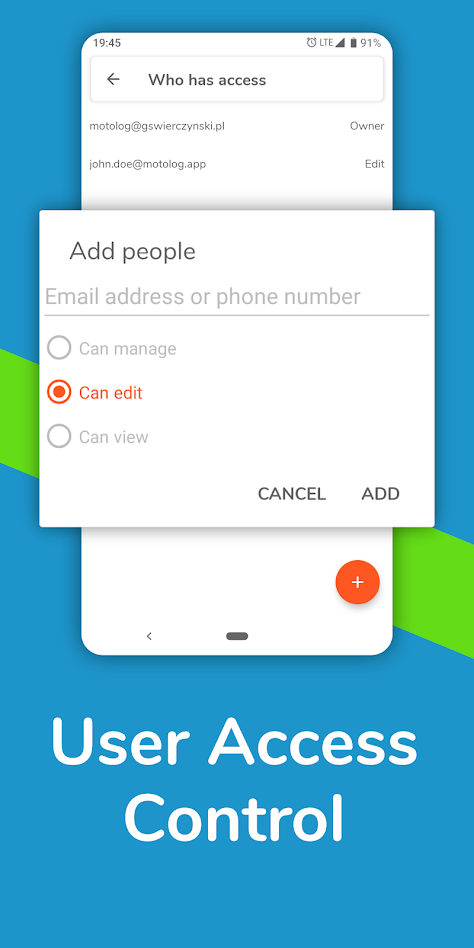 19:45 LTE 91%
Who has access
motolog@gswierczynski.pl Owner
john.doe@motolog.app Edit
Add people
Email address or phone number
Can manage
Can edit
Can view
CANCEL ADD
User Access
Control